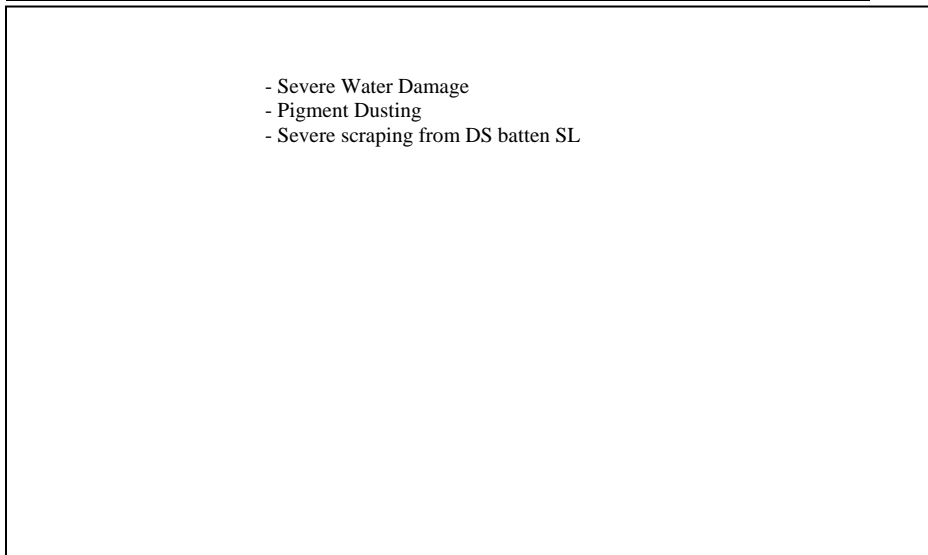 - Severe Water Damage
- Pigment Dusting
- Severe scraping from DS batten SL